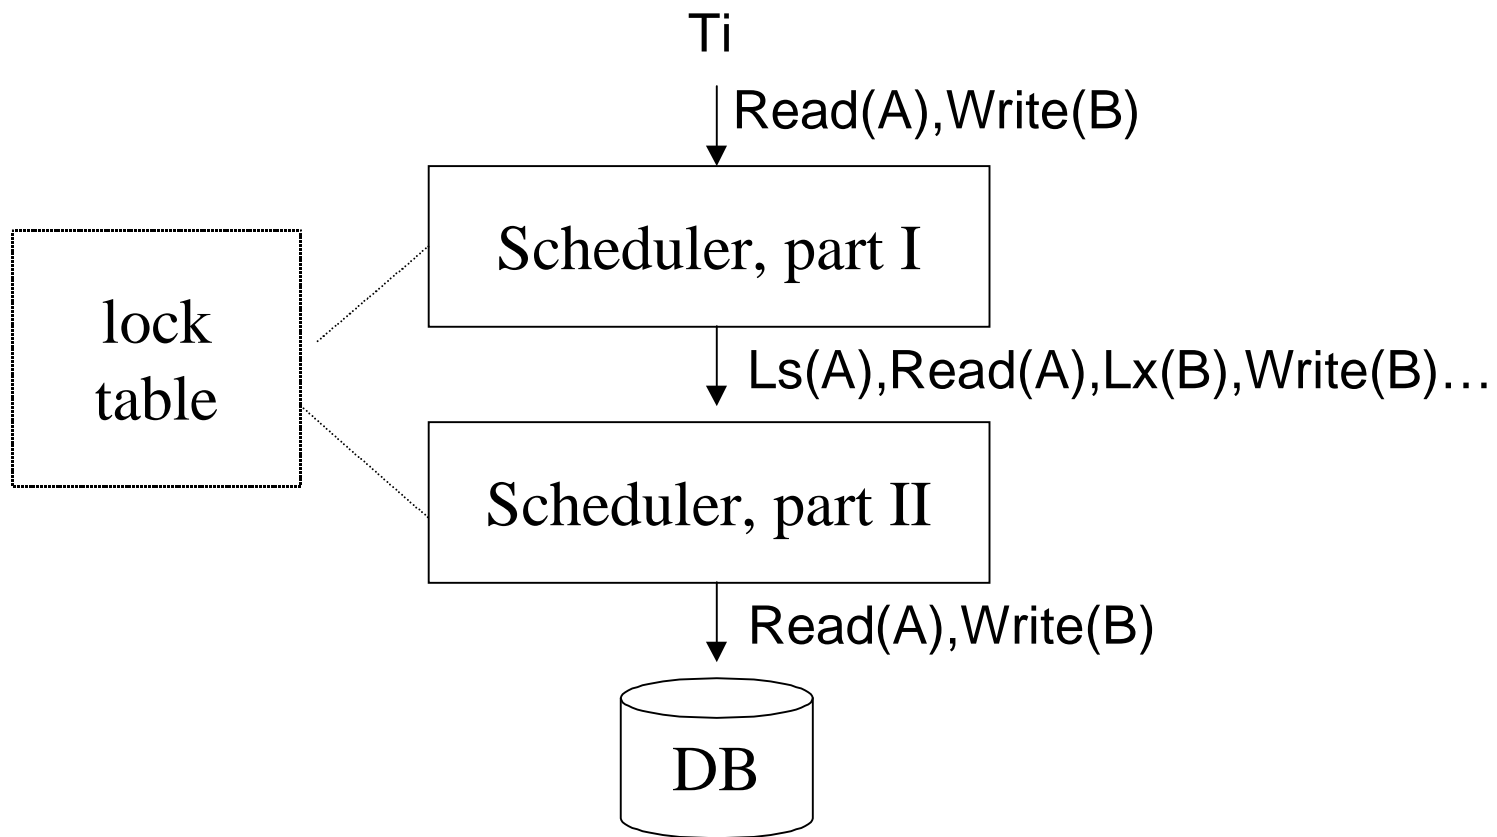 Ti
Read(A),Write(B)
Scheduler, part I
lock
table
Ls(A),Read(A),Lx(B),Write(B)…
Scheduler, part II
Read(A),Write(B)
DB